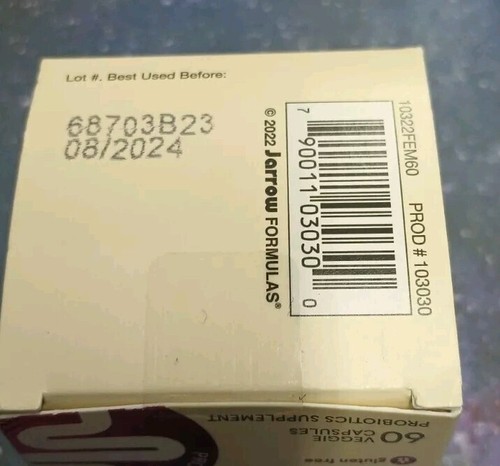 Lot #. Best Used Before:
68703B23
08/2024
© 2022 Jarrow FORMULAS®
7 90011 03030 0
10322FEM60 PROD # 103030
60 VEGGIE CAPSULES
PROBIOTICS SUPPLEMENT
gluten free